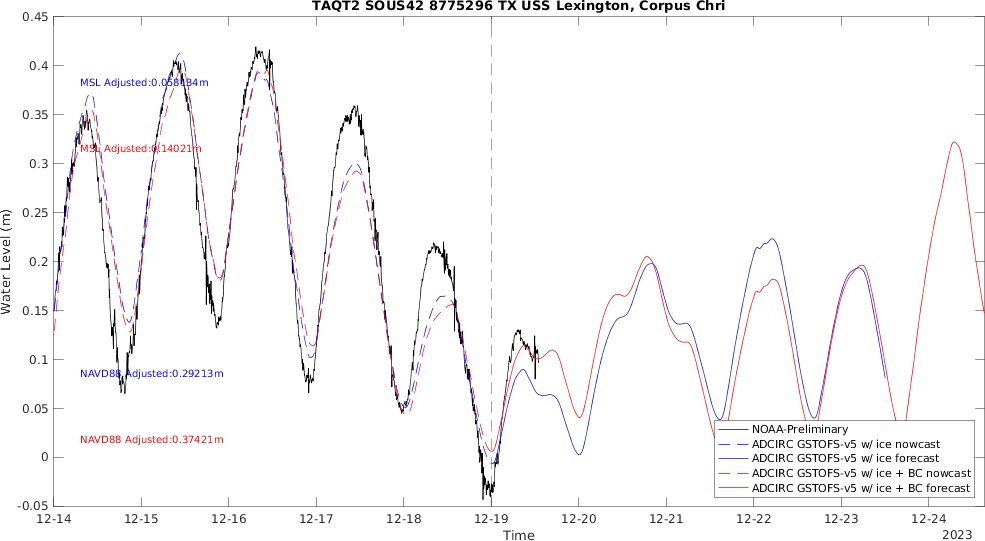 TAQT2 SOUS42 8775296 TX USS Lexington, Corpus Chri
0.45
0.4
0.35
0.3
0.25
0.2
0.15
0.1
0.05
0
-0.05
Water Level (m)
MSL Adjusted:0.058134m
MSL Adjusted:0.14021m
NAVD88 Adjusted:0.29213m
NAVD88 Adjusted:0.37421m
NOAA-Preliminary
ADCIRC GSTOFS-v5 w/ ice nowcast
ADCIRC GSTOFS-v5 w/ ice forecast
ADCIRC GSTOFS-v5 w/ ice + BC nowcast
ADCIRC GSTOFS-v5 w/ ice + BC forecast
12-14 12-15 12-16 12-17 12-18 12-19 12-20 12-21 12-22 12-23 12-24
Time
2023